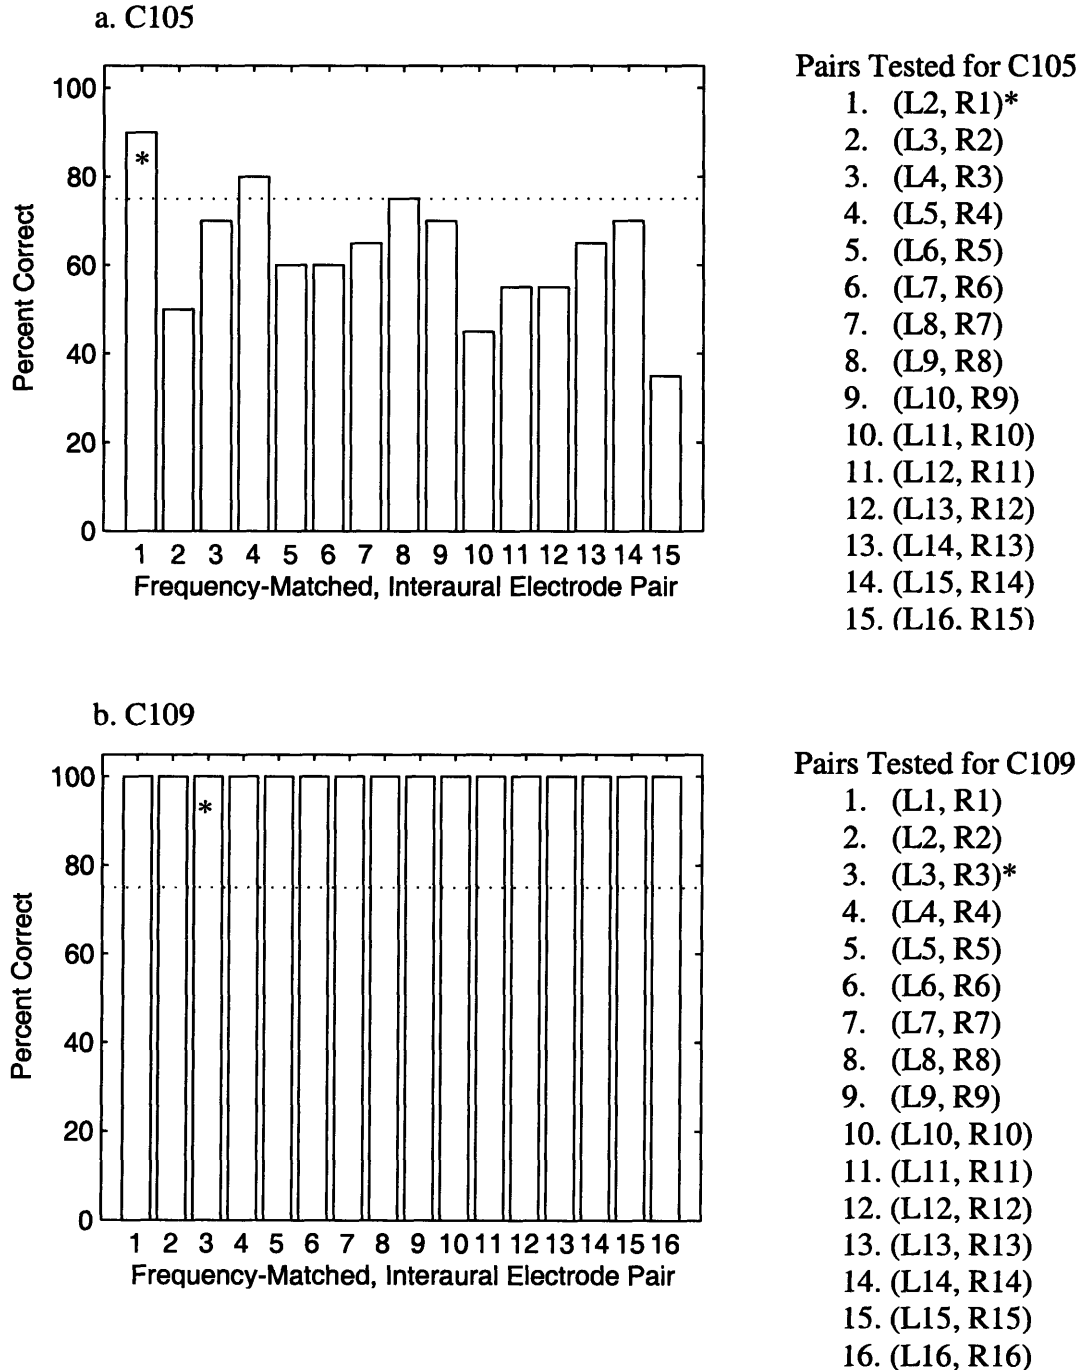 a. C105
100
80
60
40
20
0
Percent Correct
*
1 2 3 4 5 6 7 8 9 10 11 12 13 14 15
Frequency-Matched, Interaural Electrode Pair
Pairs Tested for C105
1. (L2, R1)*
2. (L3, R2)
3. (L4, R3)
4. (L5, R4)
5. (L6, R5)
6. (L7, R6)
7. (L8, R7)
8. (L9, R8)
9. (L10, R9)
10. (L11, R10)
11. (L12, R11)
12. (L13, R12)
13. (L14, R13)
14. (L15, R14)
15. (L16, R15)
b. C109
100
80
60
40
20
0
Percent Correct
*
1 2 3 4 5 6 7 8 9 10 11 12 13 14 15 16
Frequency-Matched, Interaural Electrode Pair
Pairs Tested for C109
1. (L1, R1)
2. (L2, R2)
3. (L3, R3)*
4. (L4, R4)
5. (L5, R5)
6. (L6, R6)
7. (L7, R7)
8. (L8, R8)
9. (L9, R9)
10. (L10, R10)
11. (L11, R11)
12. (L12, R12)
13. (L13, R13)
14. (L14, R14)
15. (L15, R15)
16. (L16, R16)